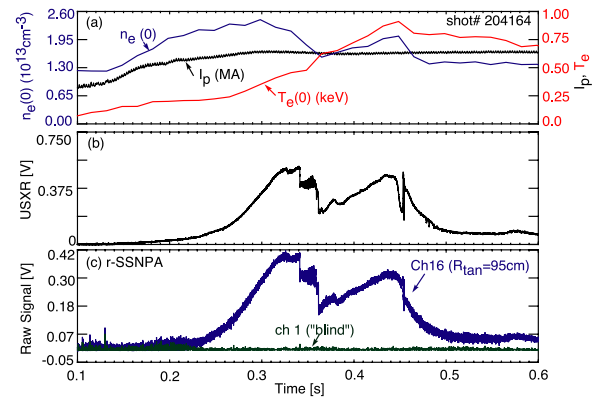 (a)
shot# 204164
n_e(0)
I_p (MA)
T_e(0) (keV)
n_e(0) (10^13cm^-3)
2.60
1.95
1.30
0.65
0.00
1.00
0.75
0.50
0.25
0.00
I_p, T_e
(b)
USXR [V]
0.750
0.375
0
(c) r-SSNPA
Ch16 (R_tan=95cm)
ch 1 ("blind")
Raw Signal [V]
0.42
0.30
0.18
0.07
-0.05
0.1
0.2
0.3
0.4
0.5
0.6
Time [s]